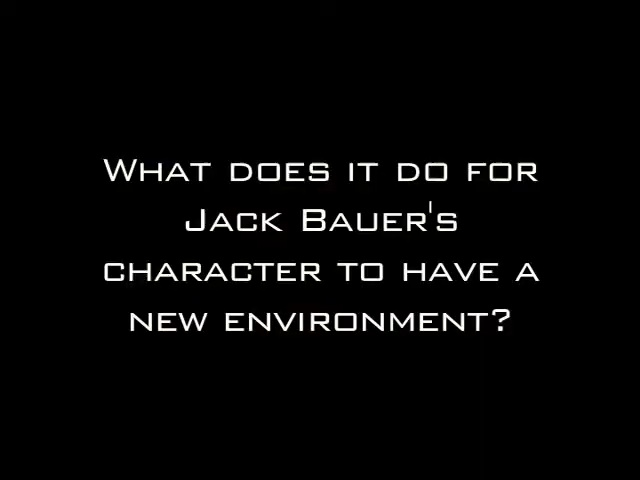 What does it do for
Jack Bauer's
character to have a
new environment?